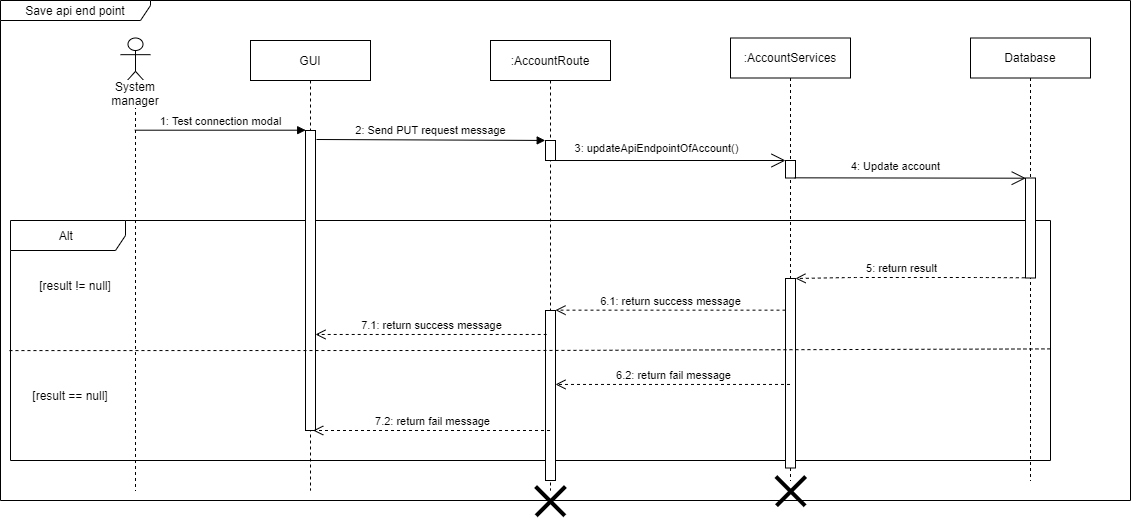 Save api end point
GUI
:AccountRoute
:AccountServices
Database
System
manager
1: Test connection modal
2: Send PUT request message
3: updateApiEndpointOfAccount()
4: Update account
Alt
5: return result
[result != null]
6.1: return success message
7.1: return success message
6.2: return fail message
[result == null]
7.2: return fail message